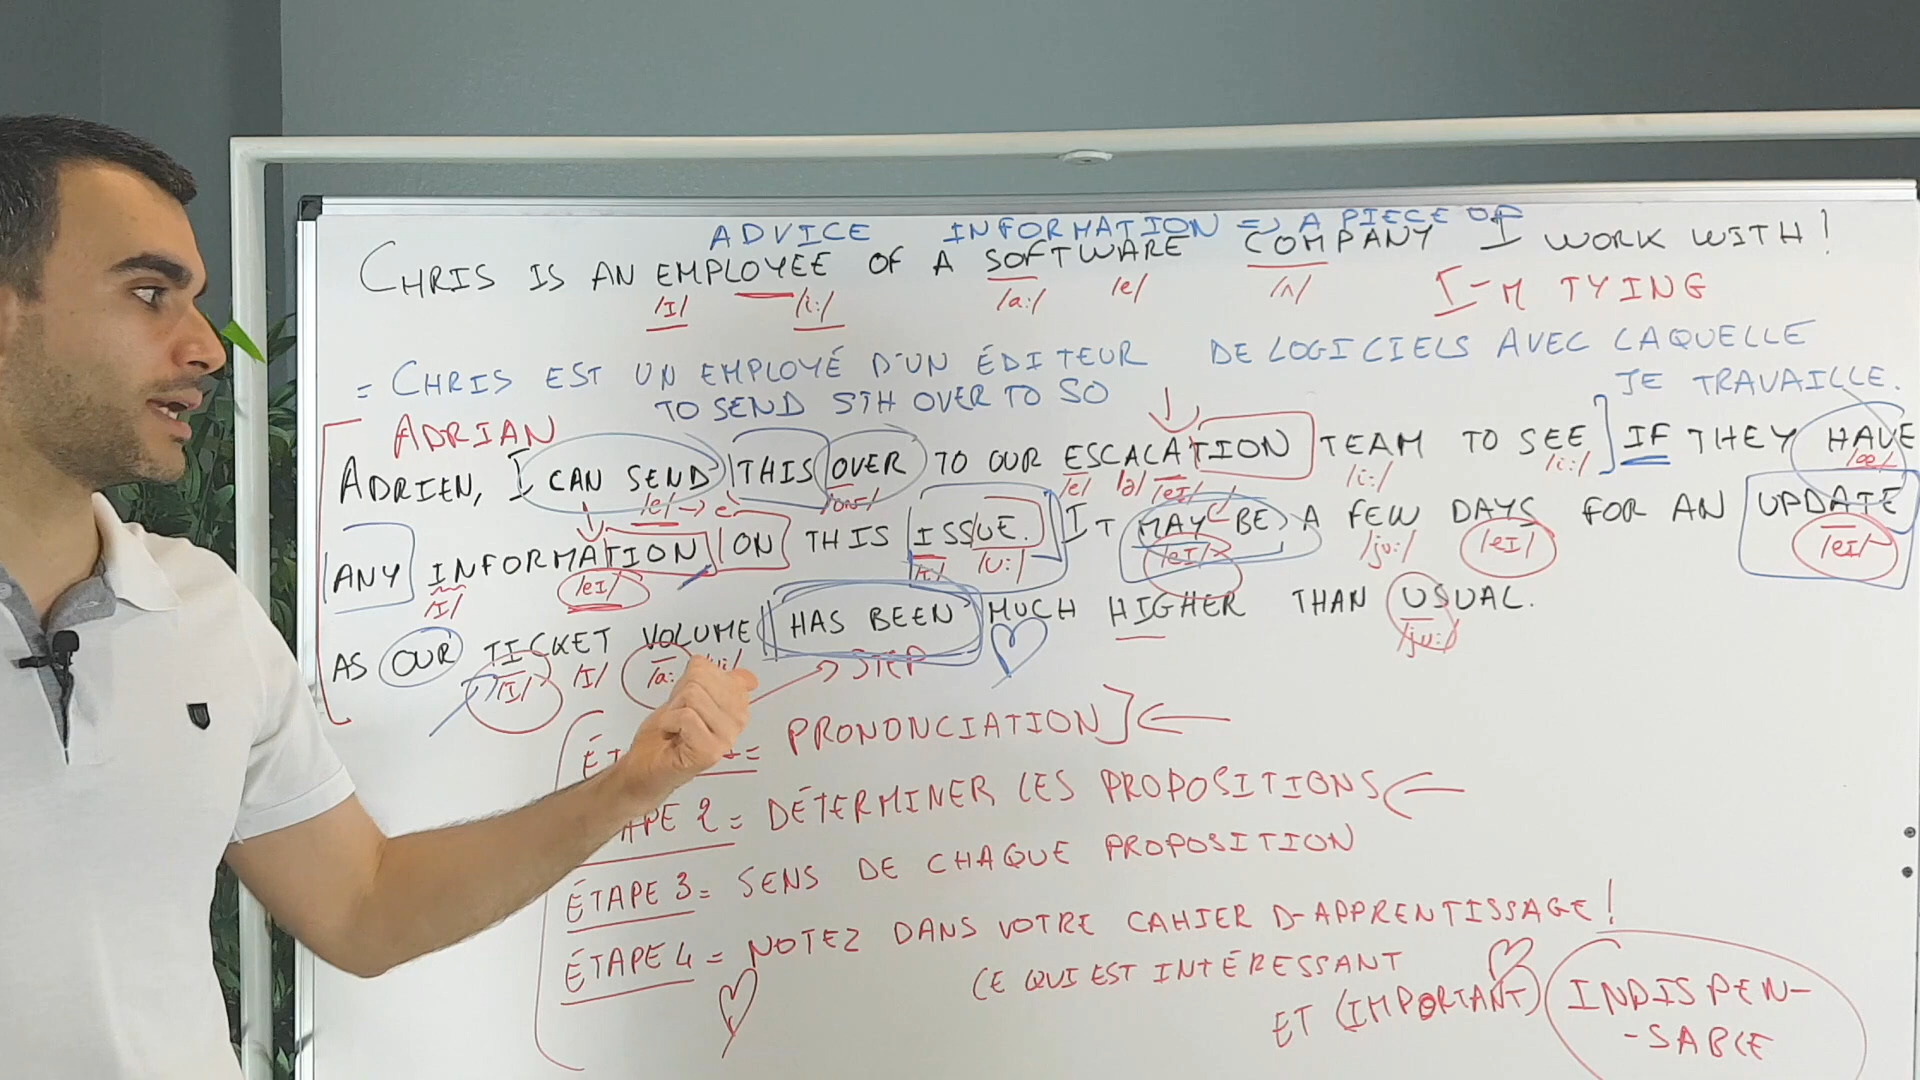 ADVICE INFORMATION => A PIECE OF
CHRIS IS AN EMPLOYEE OF A SOFTWARE COMPANY I WORK WITH!
/I/ /i:/ /a:/ /e/ /ʌ/ I-M TYING
= CHRIS EST UN EMPLOYÉ D'UN ÉDITEUR DE LOGICIELS AVEC LAQUELLE
JE TRAVAILLE.
TO SEND STH OVER TO SO
ADRIAN
ADRIEN, I CAN SEND THIS OVER TO OUR ESCALATION TEAM TO SEE IF THEY HAVE
/e/ → e /e/ /ə/ /eI/ /i:/ /i:/ /æ/
ANY INFORMATION ON THIS ISSUE. IT MAY BE A FEW DAYS FOR AN UPDATE
/I/ /eI/ /I/ /u:/ /eI/ /ju:/ /eI/ /eI/
AS OUR TICKET VOLUME HAS BEEN MUCH HIGHER THAN USUAL.
/I/ /I/ /a: /ju:/
STEP
PRONONCIATION
APE 2 = DÉTERMINER LES PROPOSITIONS
ÉTAPE 3 = SENS DE CHAQUE PROPOSITION
ÉTAPE 4 = NOTEZ DANS VOTRE CAHIER D-APPRENTISSAGE!
CE QUI EST INTÉRESSANT
ET (IMPORTANT)
INDISPEN-
-SABLE